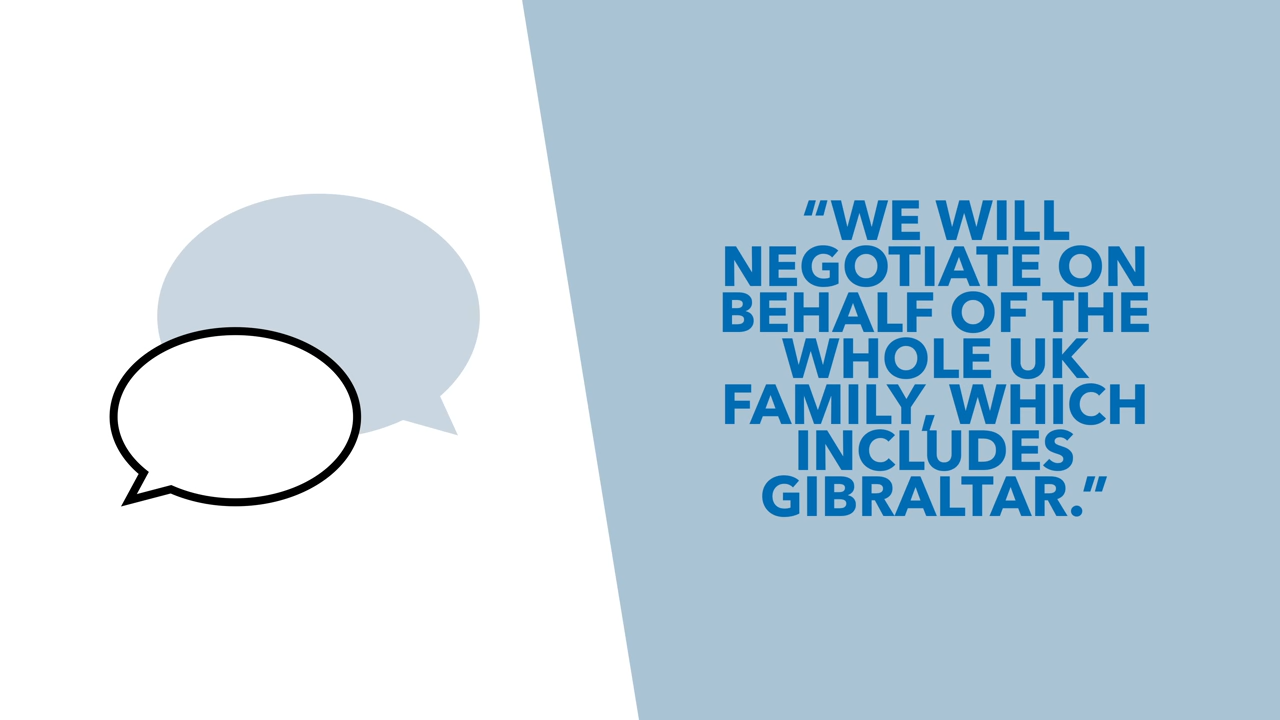 “WE WILL
NEGOTIATE ON
BEHALF OF THE
WHOLE UK
FAMILY, WHICH
INCLUDES
GIBRALTAR.”